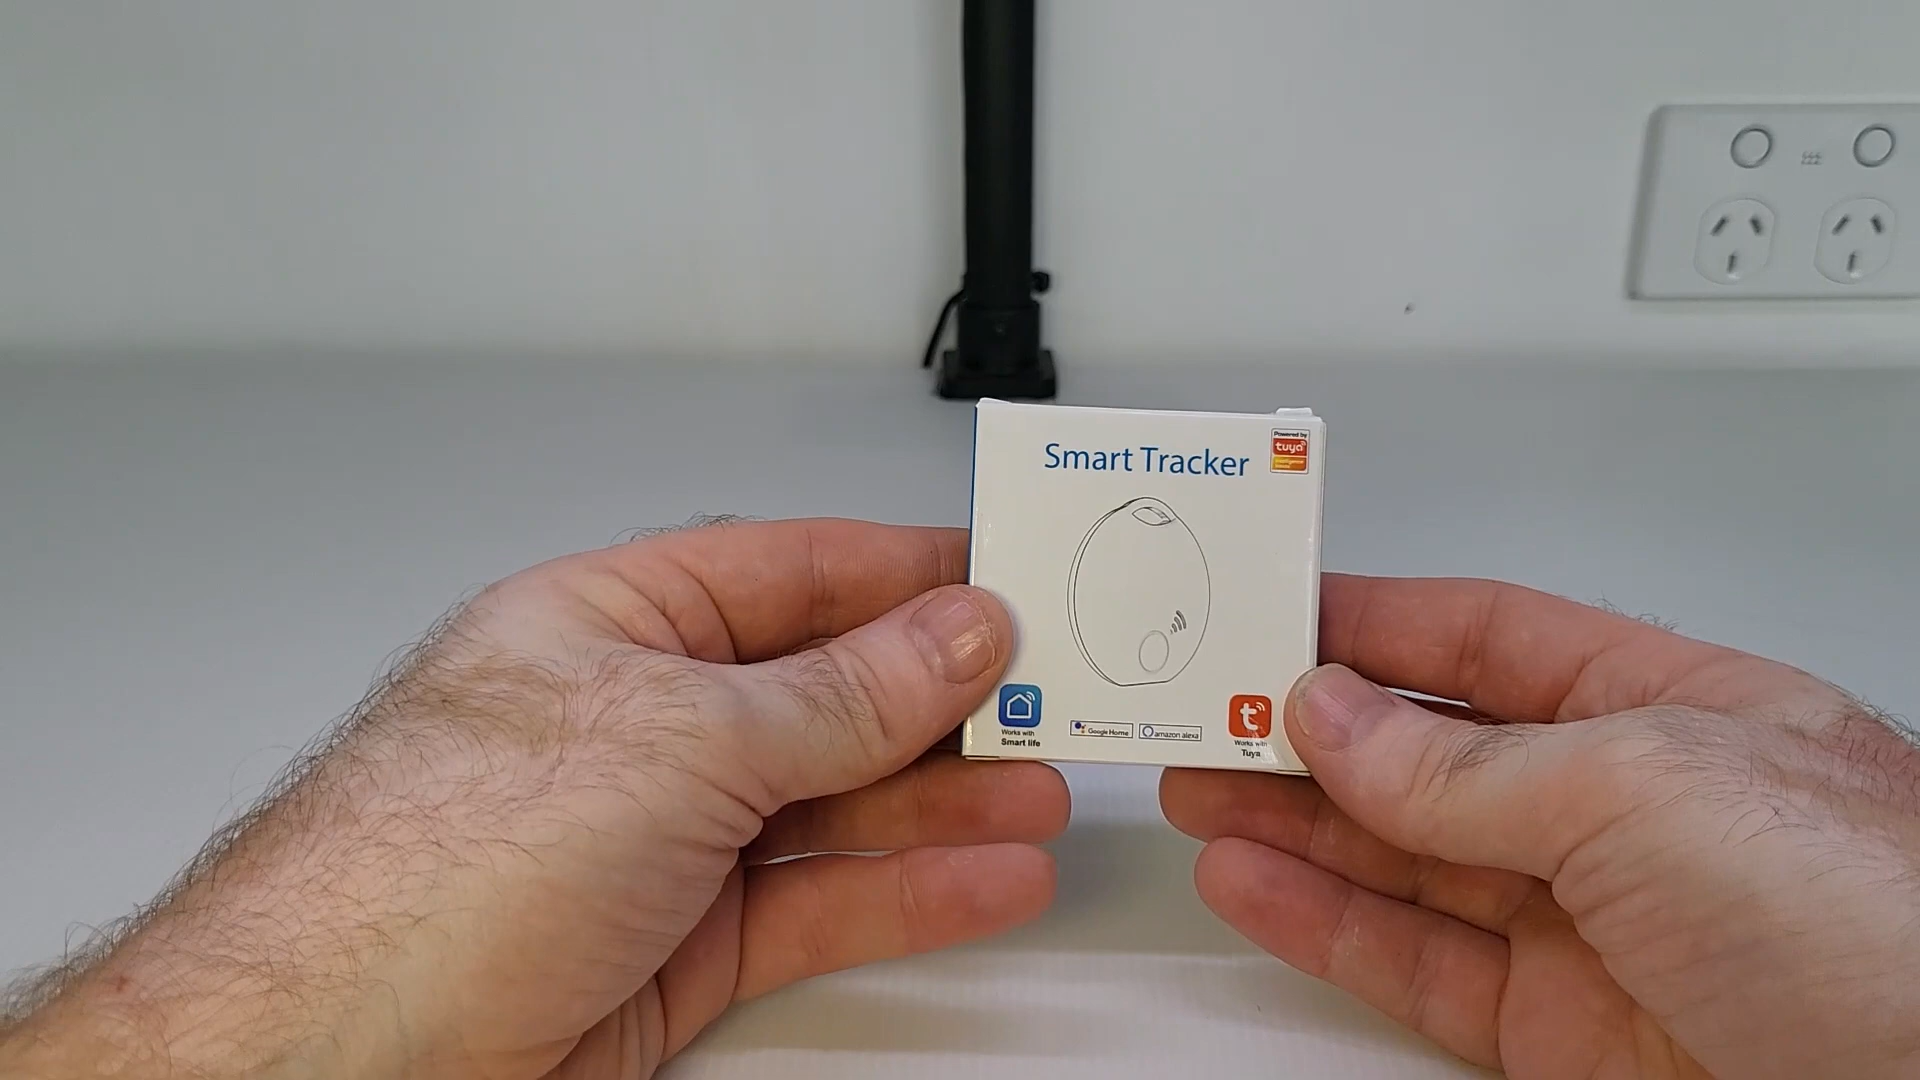 Smart Tracker
Powered by
tuya
Works with
Smart life
Google Home
amazon alexa
Works with
Tuya